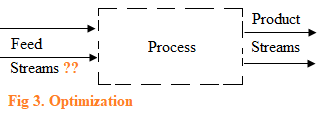 Product
Feed
Process
Streams
Streams ??
Fig 3. Optimization